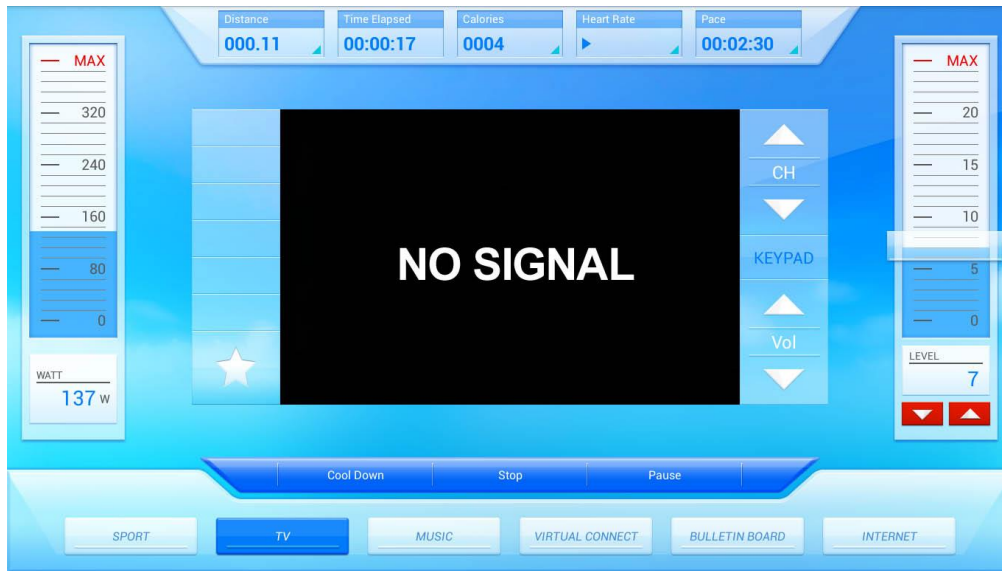 Distance
000.11
Time Elapsed
00:00:17
Calories
0004
Heart Rate
Pace
00:02:30
MAX
320
240
160
80
0
WATT
137 W
NO SIGNAL
CH
KEYPAD
Vol
MAX
20
15
10
5
0
LEVEL
7
Cool Down
Stop
Pause
SPORT
TV
MUSIC
VIRTUAL CONNECT
BULLETIN BOARD
INTERNET